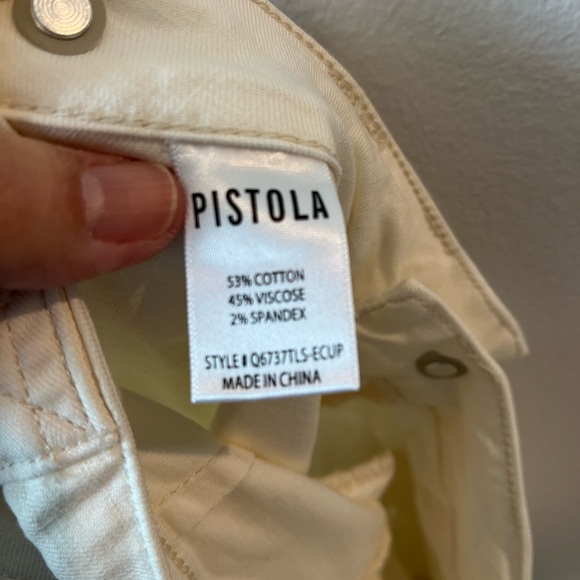 PISTOLA
53% COTTON
45% VISCOSE
2% SPANDEX
STYLE# Q6737TLS-ECUP
MADE IN CHINA